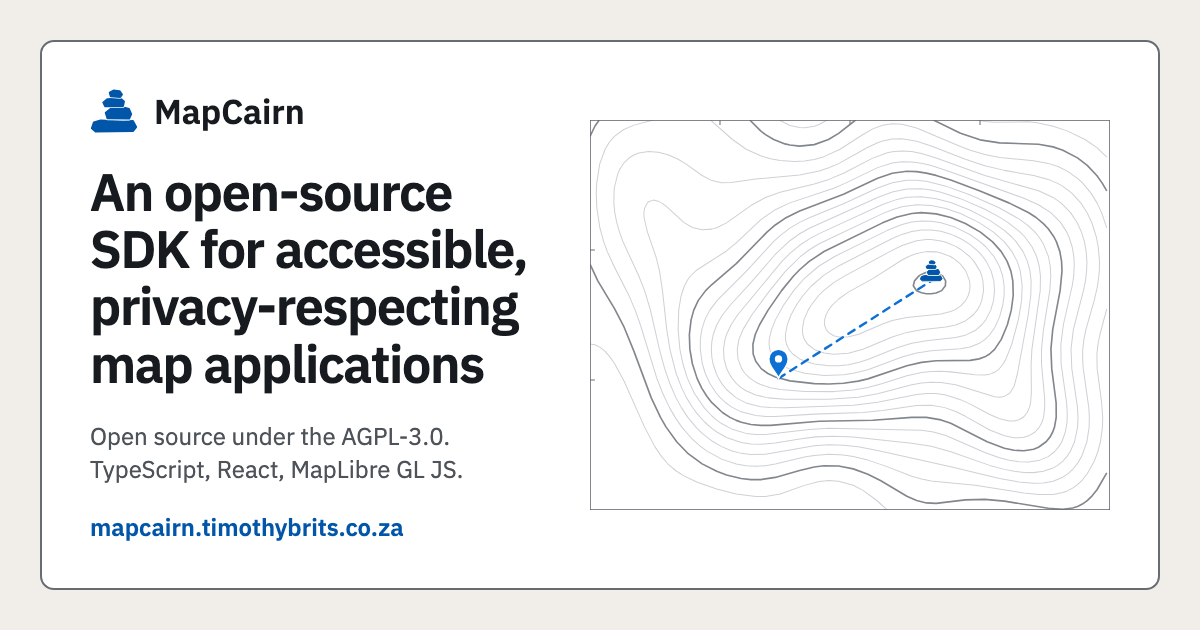 MapCairn
An open-source
SDK for accessible,
privacy-respecting
map applications
Open source under the AGPL-3.0.
TypeScript, React, MapLibre GL JS.
mapcairn.timothybrits.co.za